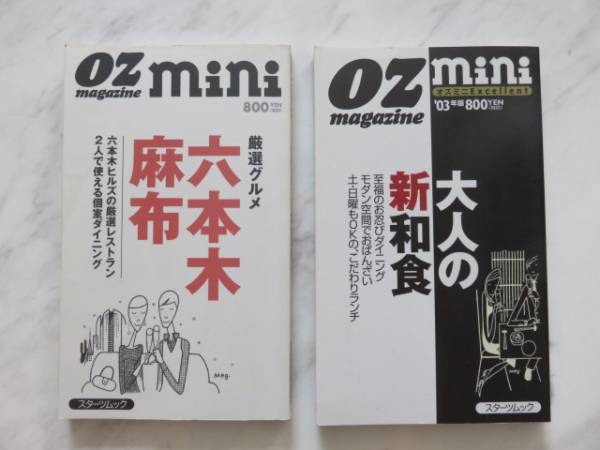 OZ mini
magazine
800 YEN
厳選グルメ
六本木
麻布
六本木ヒルズの厳選レストラン
2人で使える個室ダイニング
Meg.
スターツムック
OZ mini
magazine
オズミニExcellent
'03年版 800YEN
大人の
新和食
至福のお忍びダイニング
モダン空間でおばんざい
土・日曜もOKの、こだわりランチ
Meg.
スターツムック